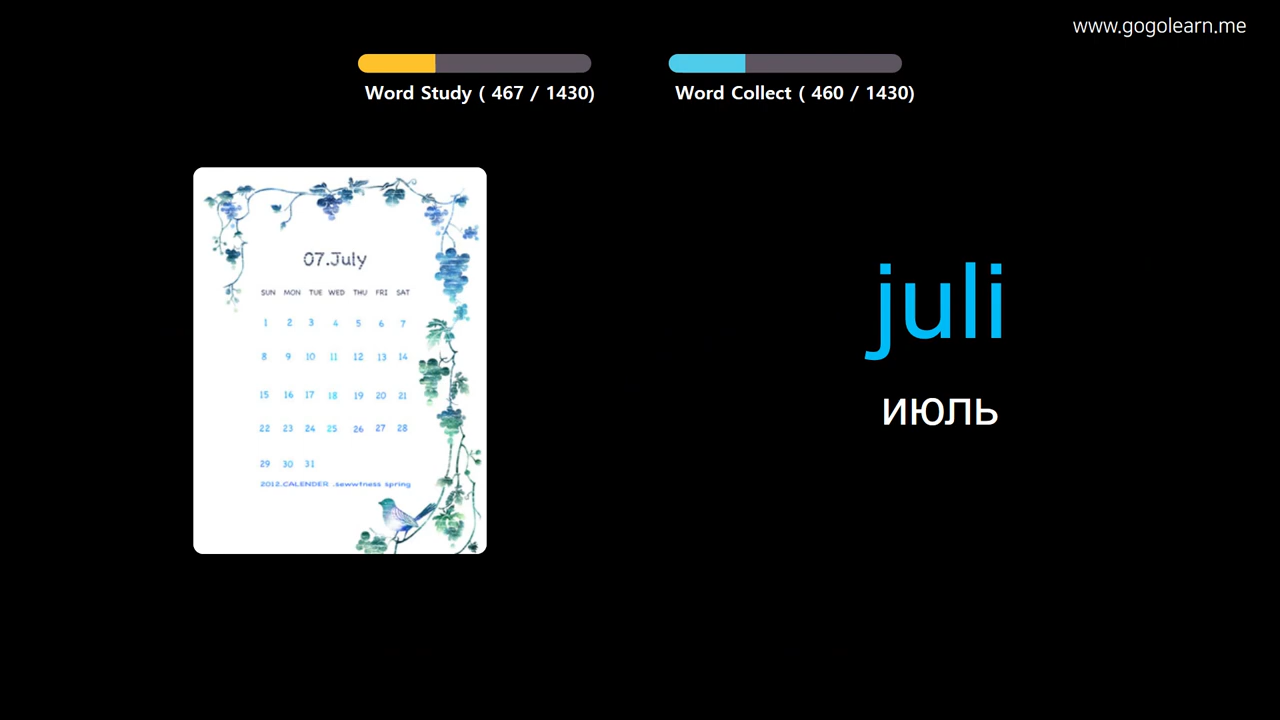 www.gogolearn.me
Word Study ( 467 / 1430)
Word Collect ( 460 / 1430)
07.July
SUN MON TUE WED THU FRI SAT
1 2 3 4 5 6 7
8 9 10 11 12 13 14
15 16 17 18 19 20 21
22 23 24 25 26 27 28
29 30 31
2012.CALENDER .sewwtness spring
juli
июль